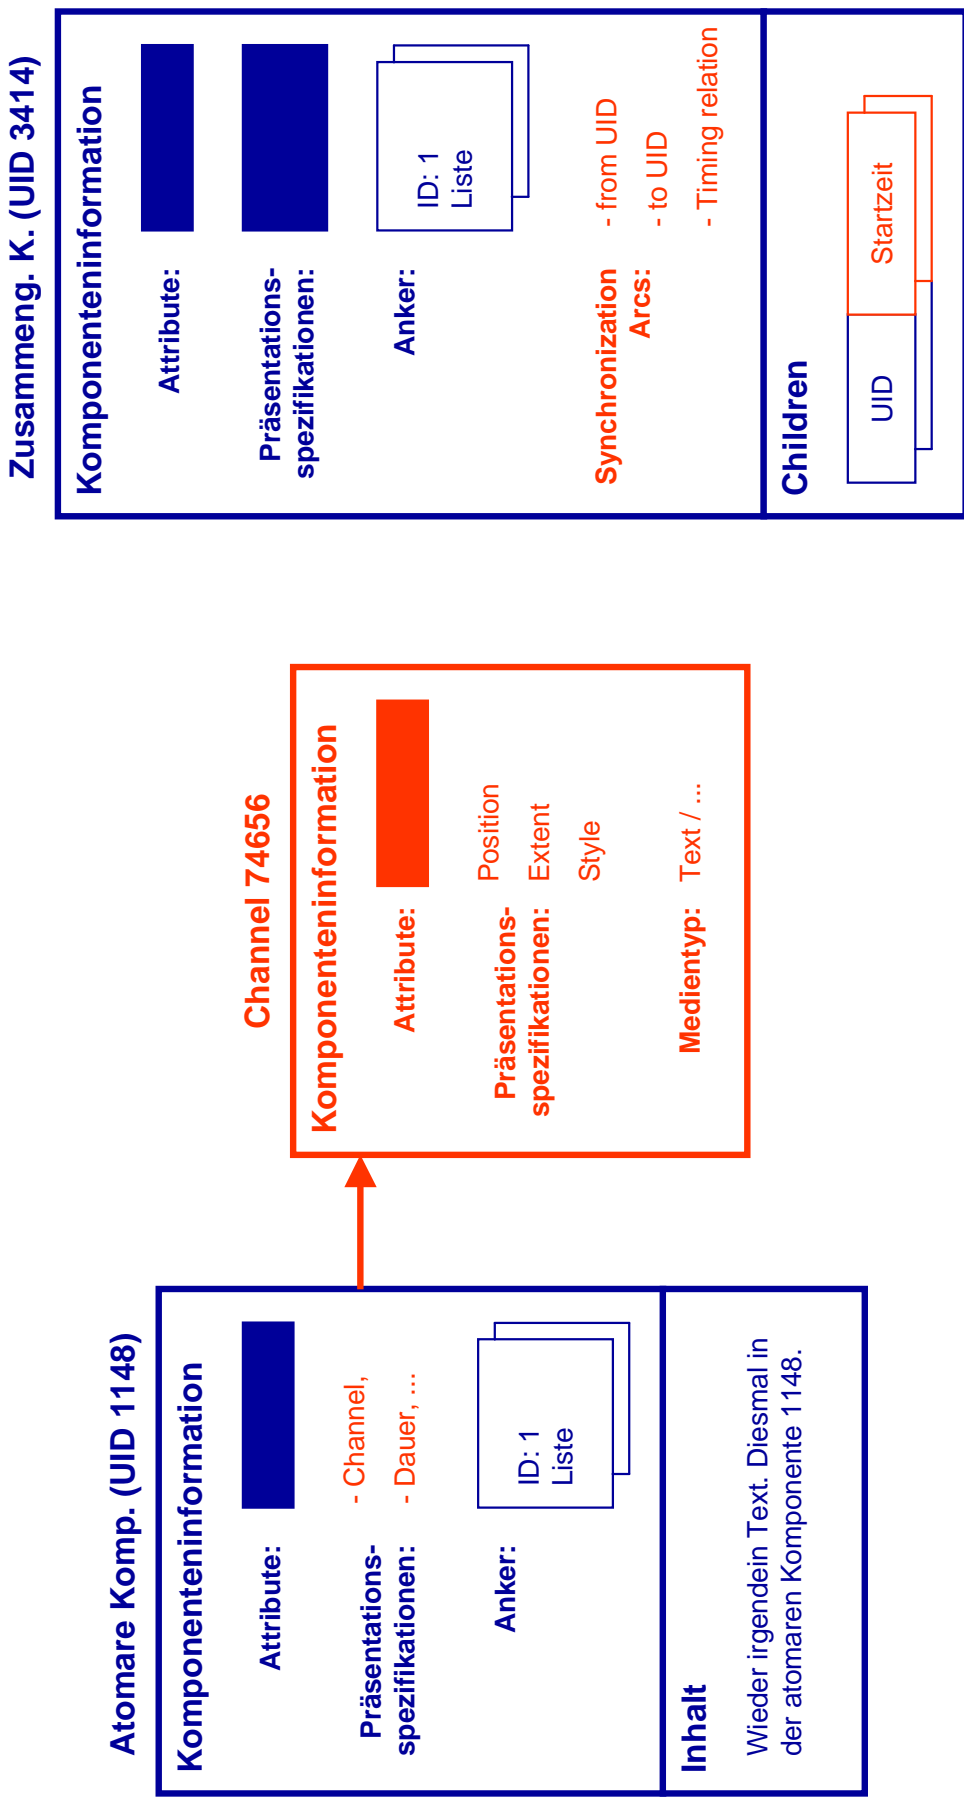 Atomare Komp. (UID 1148)
Komponenteninformation
Attribute:
Präsentations-
spezifikationen:
- Channel,
- Dauer, ...
Anker:
ID: 1
Liste
Inhalt
Wieder irgendein Text. Diesmal in
der atomaren Komponente 1148.
Channel 74656
Komponenteninformation
Attribute:
Präsentations-
spezifikationen:
Position
Extent
Style
Medientyp:
Text / ...
Zusammeng. K. (UID 3414)
Komponenteninformation
Attribute:
Präsentations-
spezifikationen:
Anker:
ID: 1
Liste
Synchronization
Arcs:
- from UID
- to UID
- Timing relation
Children
UID
Startzeit